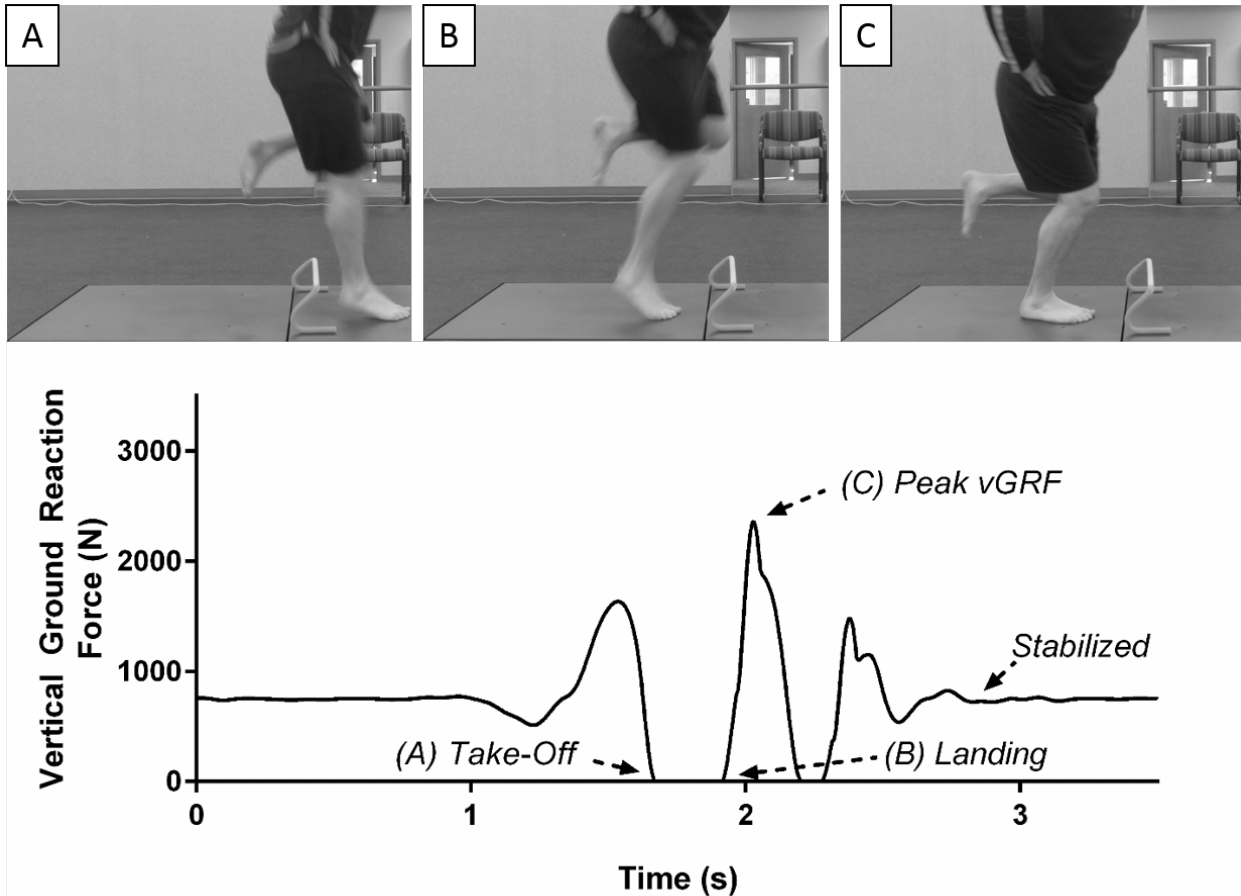 A
B
C
Vertical Ground Reaction
Force (N)
3000
2000
1000
0
(C) Peak vGRF
Stabilized
(A) Take-Off
(B) Landing
0
1
2
3
Time (s)